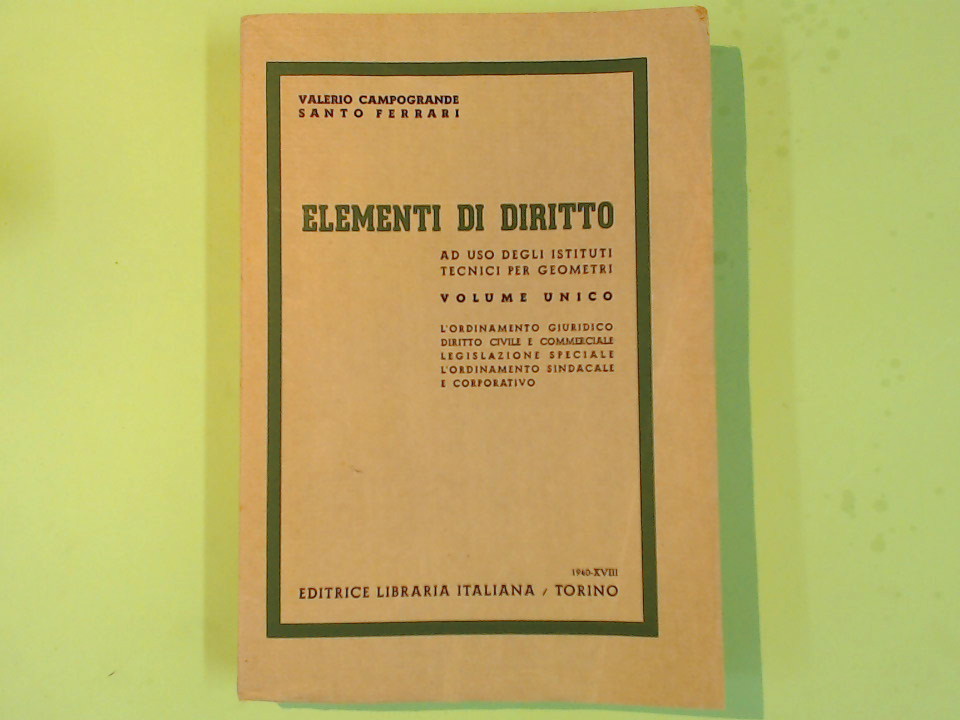 VALERIO CAMPOGRANDE
SANTO FERRARI
ELEMENTI DI DIRITTO
AD USO DEGLI ISTITUTI
TECNICI PER GEOMETRI
VOLUME UNICO
L'ORDINAMENTO GIURIDICO
DIRITTO CIVILE E COMMERCIALE
LEGISLAZIONE SPECIALE
L'ORDINAMENTO SINDACALE
E CORPORATIVO
1940-XVIII
EDITRICE LIBRARIA ITALIANA / TORINO